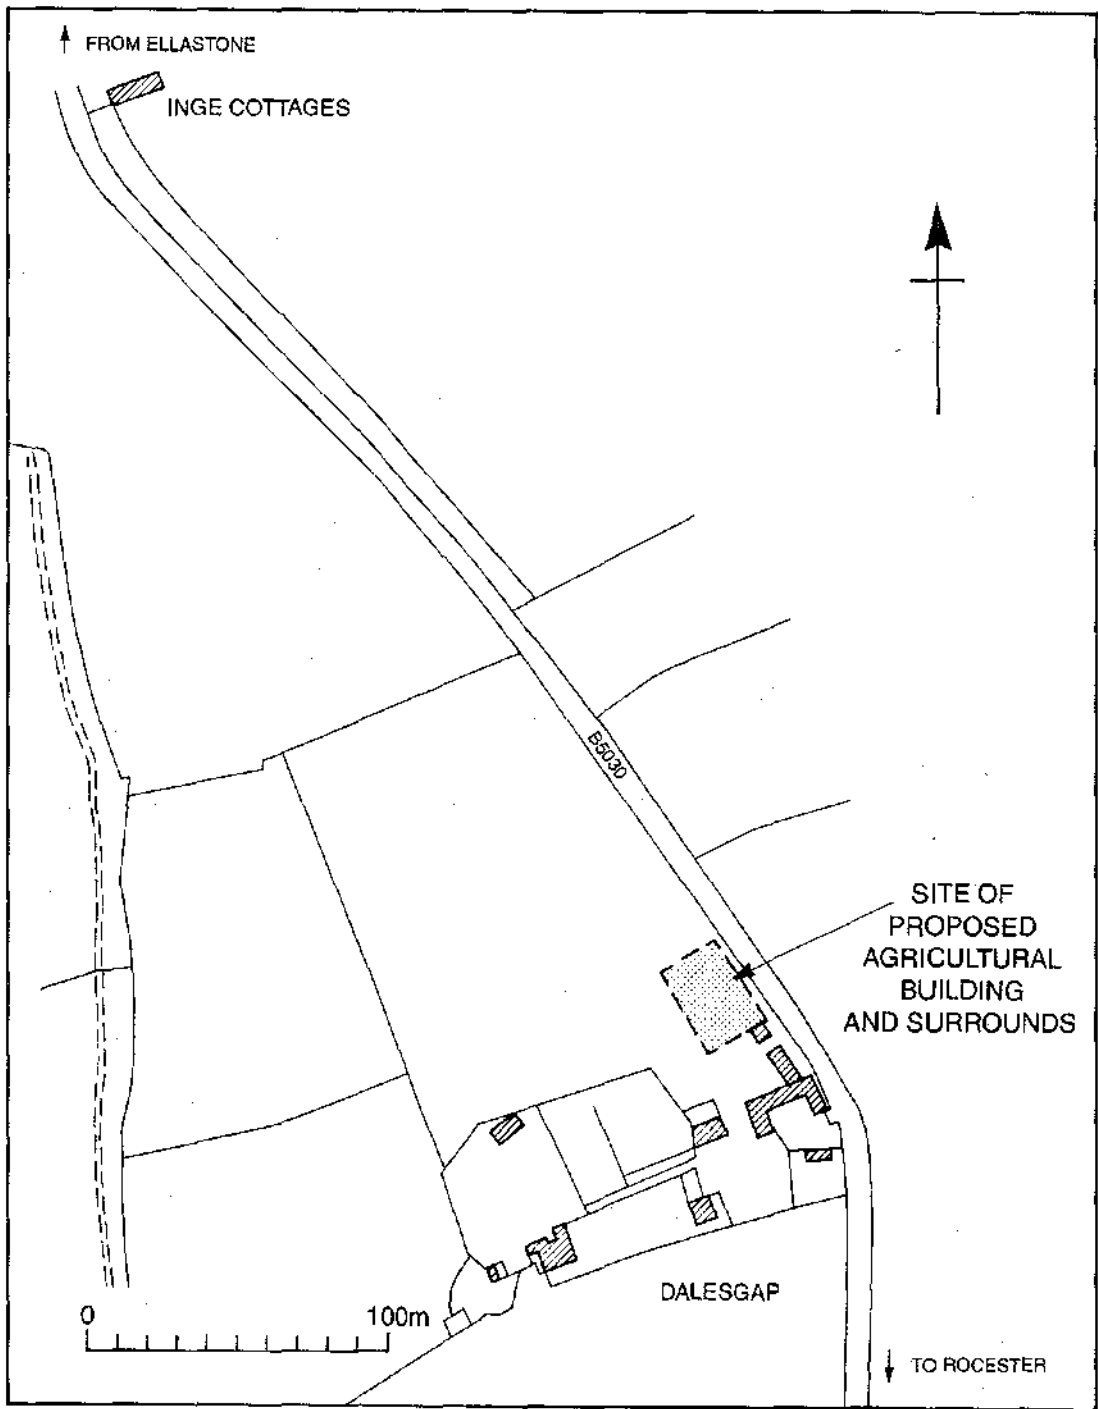 FROM ELLASTONE
INGE COTTAGES
B5030
SITE OF
PROPOSED
AGRICULTURAL
BUILDING
AND SURROUNDS
DALESGAP
0 100m
TO ROCESTER